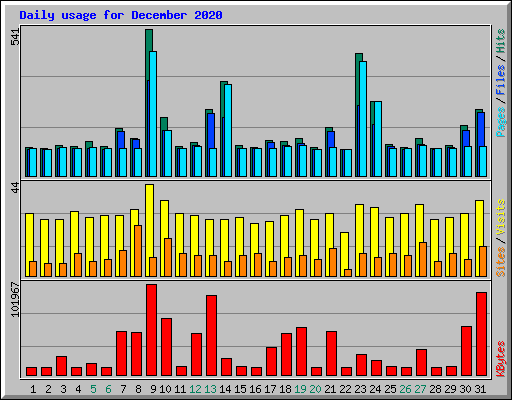 Daily usage for December 2020
541
Pages / Files / Hits
44
Sites / Visits
101967
KBytes
1 2 3 4 5 6 7 8 9 10 11 12 13 14 15 16 17 18 19 20 21 22 23 24 25 26 27 28 29 30 31